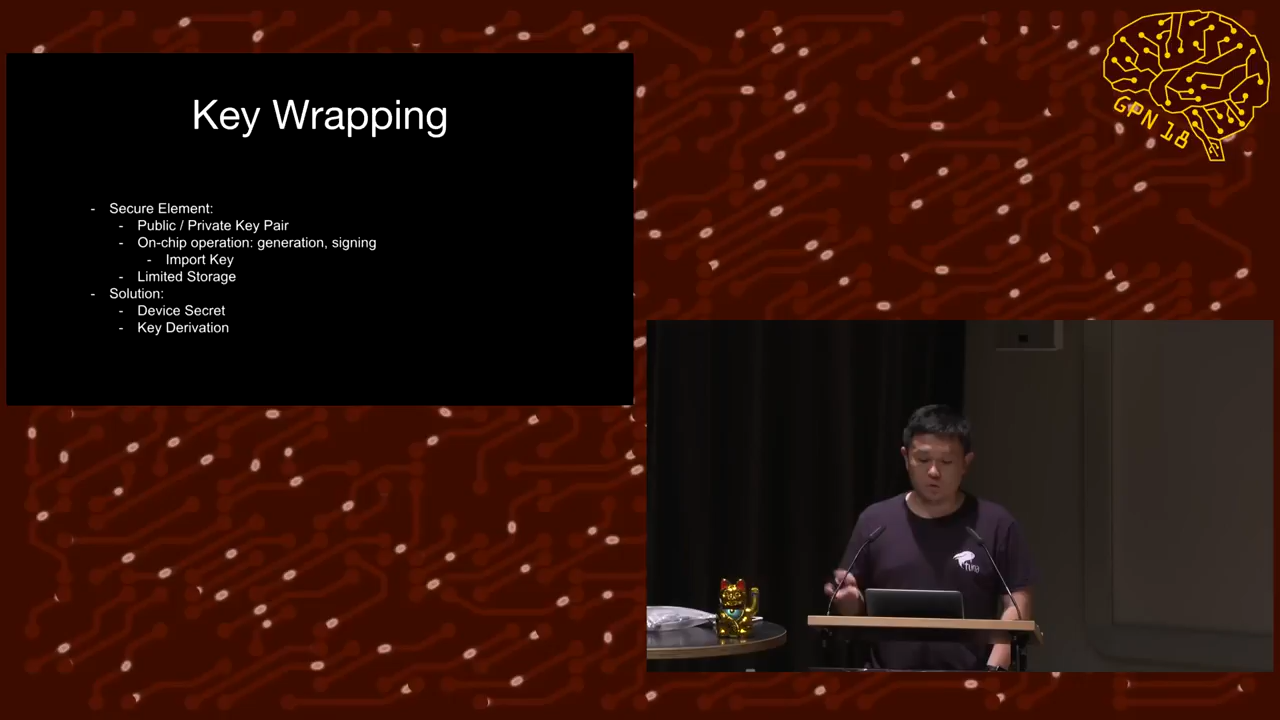 Key Wrapping
- Secure Element:
- Public / Private Key Pair
- On-chip operation: generation, signing
- Import Key
- Limited Storage
- Solution:
- Device Secret
- Key Derivation
GPN 18